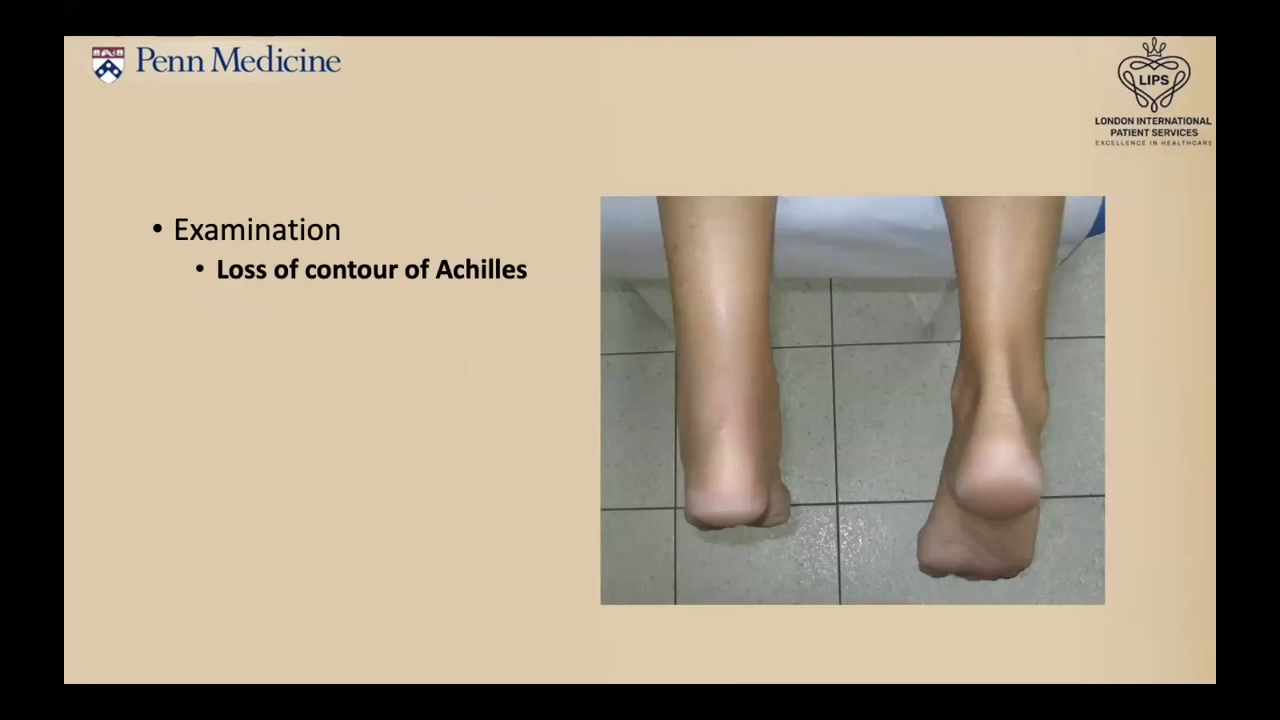 Penn Medicine
LIPS
LONDON INTERNATIONAL
PATIENT SERVICES
EXCELLENCE IN HEALTHCARE
• Examination
• Loss of contour of Achilles